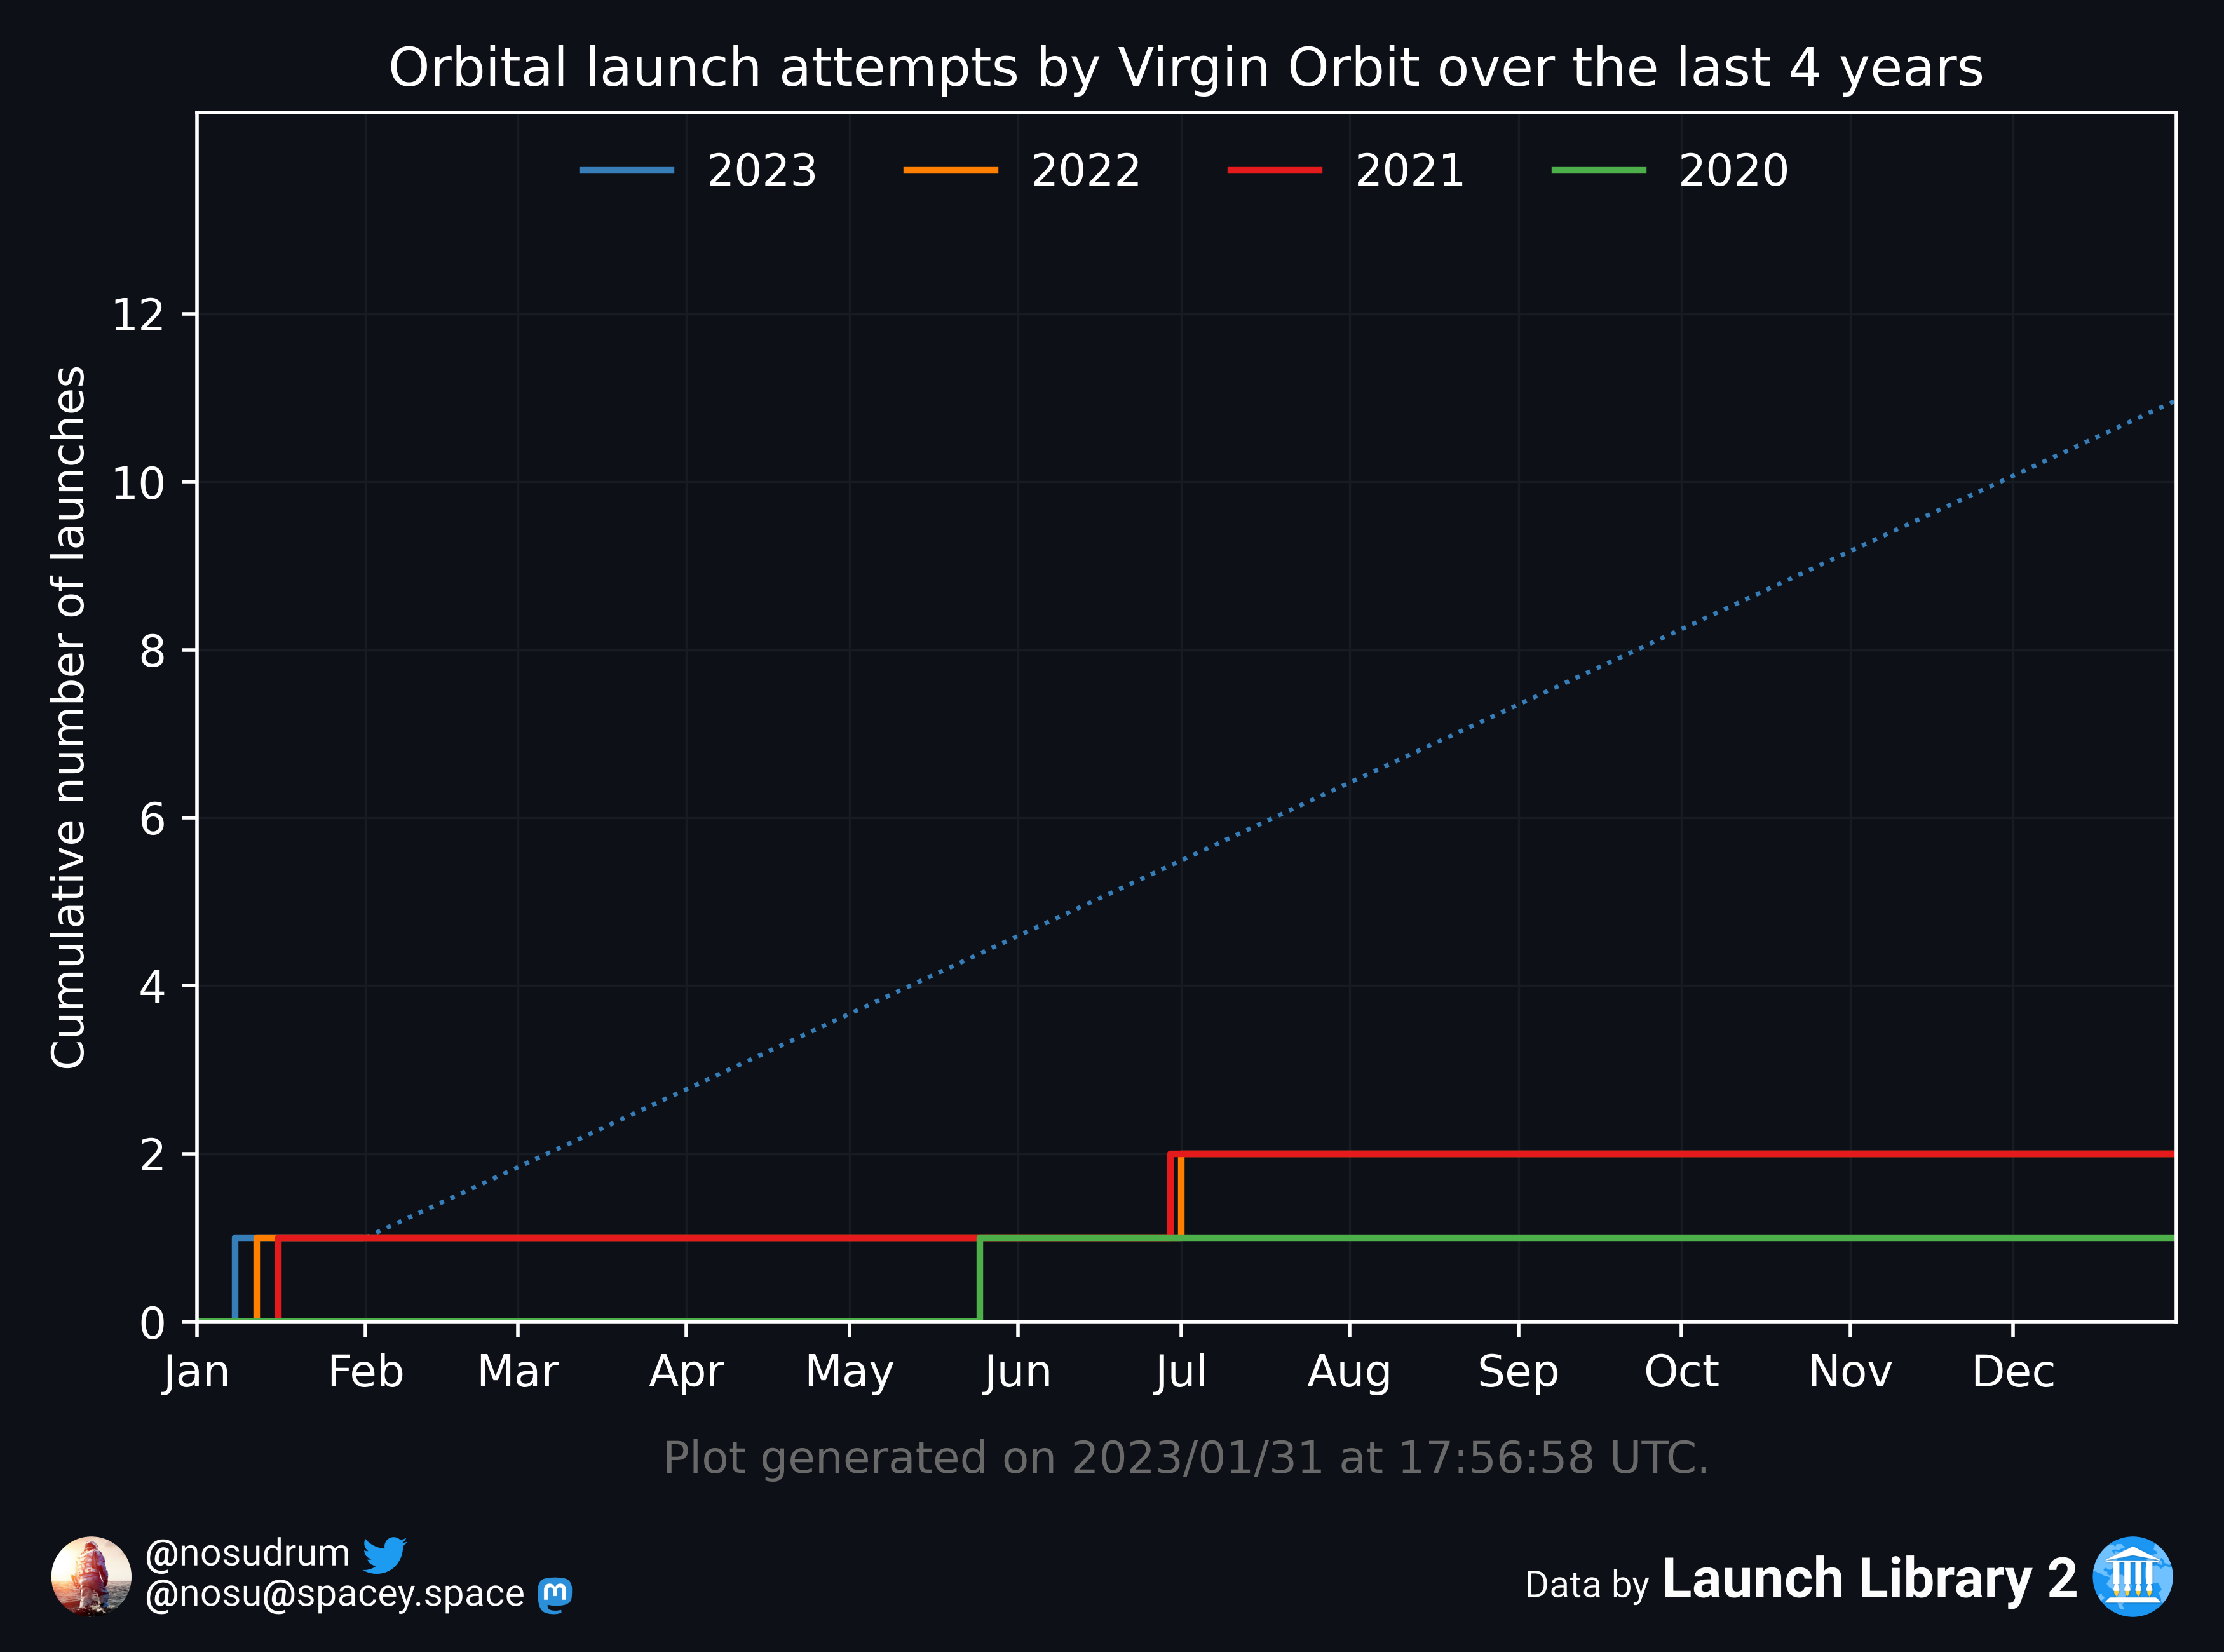 Orbital launch attempts by Virgin Orbit over the last 4 years
2023 2022 2021 2020
Cumulative number of launches
12
10
8
6
4
2
0
Jan Feb Mar Apr May Jun Jul Aug Sep Oct Nov Dec
Plot generated on 2023/01/31 at 17:56:58 UTC.
@nosudrum
@nosu@spacey.space
Data by Launch Library 2